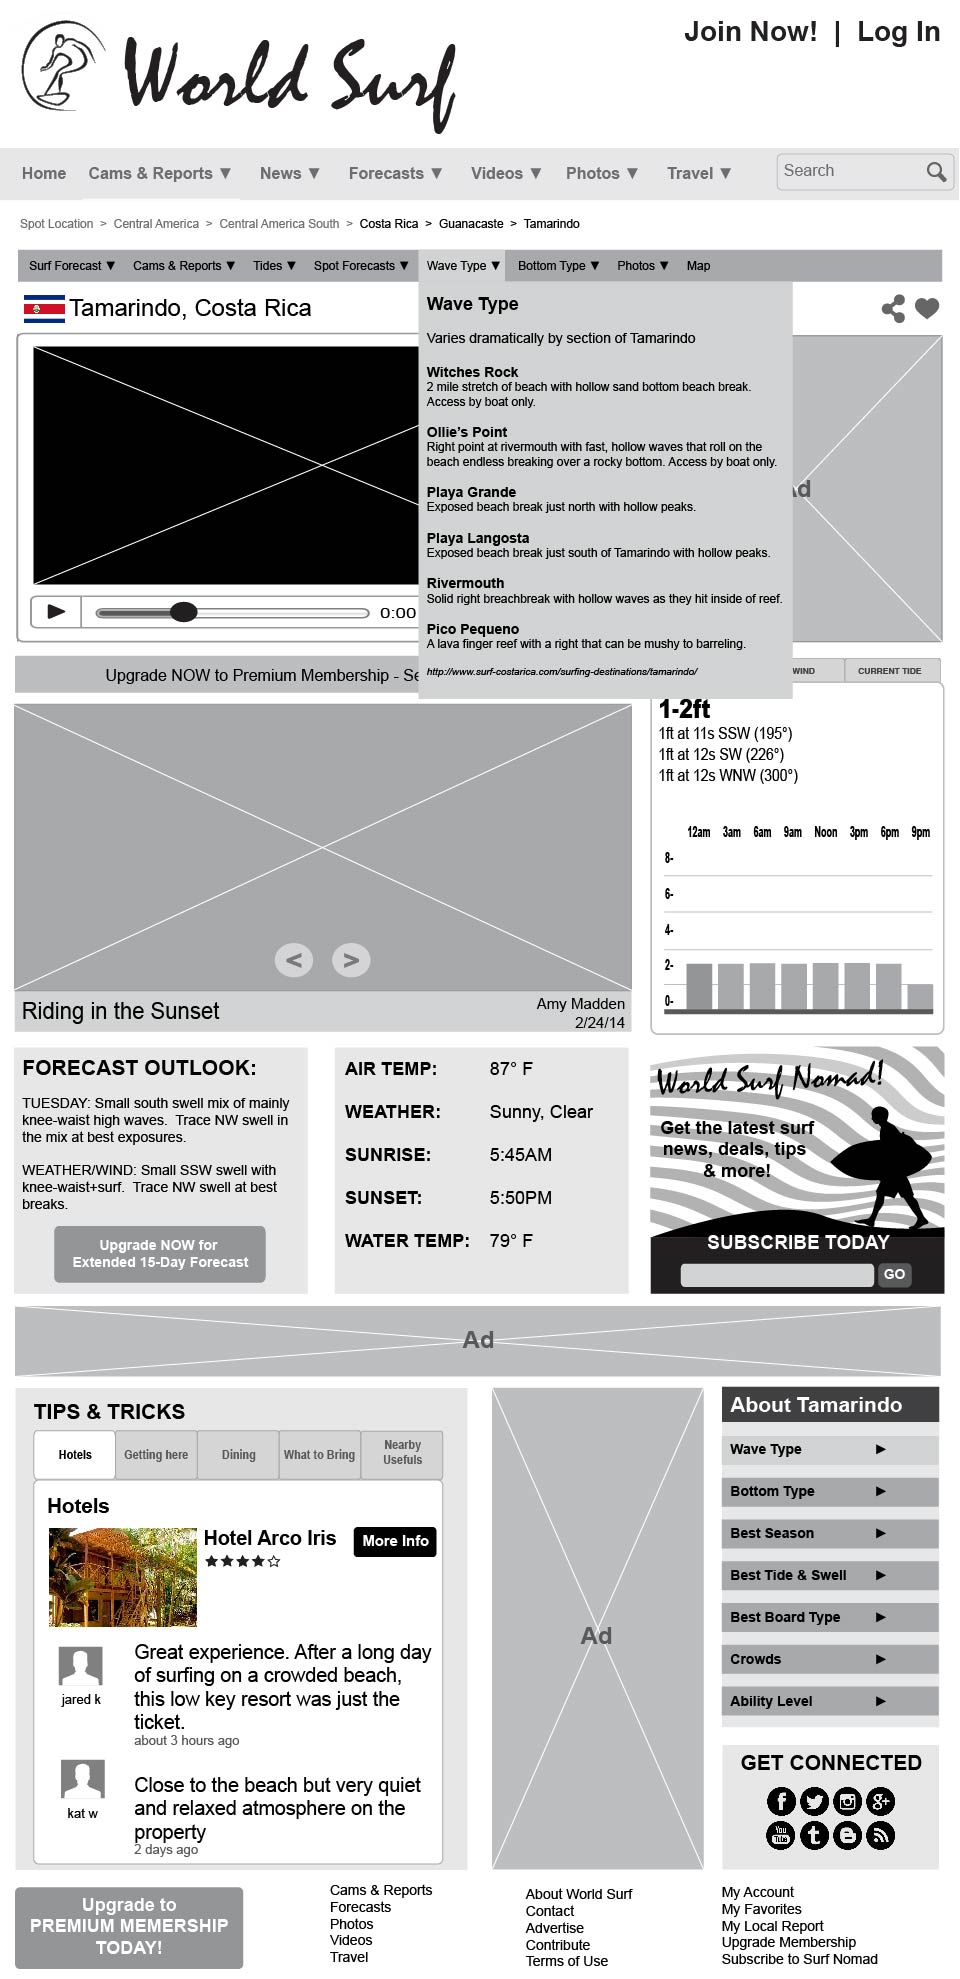 World Surf
Join Now! | Log In
Home Cams & Reports ▼ News ▼ Forecasts ▼ Videos ▼ Photos ▼ Travel ▼ Search
Spot Location > Central America > Central America South > Costa Rica > Guanacaste > Tamarindo
Surf Forecast ▼ Cams & Reports ▼ Tides ▼ Spot Forecasts ▼ Wave Type ▼ Bottom Type ▼ Photos ▼ Map
Tamarindo, Costa Rica
Wave Type
Varies dramatically by section of Tamarindo
Witches Rock
2 mile stretch of beach with hollow sand bottom beach break.
Access by boat only.
Ollie's Point
Right point at rivermouth with fast, hollow waves that roll on the
beach endless breaking over a rocky bottom. Access by boat only.
Playa Grande
Exposed beach break just north with hollow peaks.
Playa Langosta
Exposed beach break just south of Tamarindo with hollow peaks.
Rivermouth
Solid right breachbreak with hollow waves as they hit inside of reef.
Pico Pequeno
A lava finger reef with a right that can be mushy to barreling.
http://www.surf-costarica.com/surfing-destinations/tamarindo/
Ad
0:00
Upgrade NOW to Premium Membership - Se
WIND CURRENT TIDE
1-2ft
1ft at 11s SSW (195°)
1ft at 12s SW (226°)
1ft at 12s WNW (300°)
12am 3am 6am 9am Noon 3pm 6pm 9pm
8-
6-
4-
2-
0-
< >
Riding in the Sunset
Amy Madden
2/24/14
FORECAST OUTLOOK:
TUESDAY: Small south swell mix of mainly
knee-waist high waves. Trace NW swell in
the mix at best exposures.
WEATHER/WIND: Small SSW swell with
knee-waist+surf. Trace NW swell at best
breaks.
Upgrade NOW for
Extended 15-Day Forecast
AIR TEMP: 87° F
WEATHER: Sunny, Clear
SUNRISE: 5:45AM
SUNSET: 5:50PM
WATER TEMP: 79° F
World Surf Nomad!
Get the latest surf
news, deals, tips
& more!
SUBSCRIBE TODAY
GO
Ad
TIPS & TRICKS
Hotels Getting here Dining What to Bring Nearby
Usefuls
Hotels
Hotel Arco Iris More Info
jared k
Great experience. After a long day
of surfing on a crowded beach,
this low key resort was just the
ticket.
about 3 hours ago
kat w
Close to the beach but very quiet
and relaxed atmosphere on the
property
2 days ago
Ad
About Tamarindo
Wave Type ►
Bottom Type ►
Best Season ►
Best Tide & Swell ►
Best Board Type ►
Crowds ►
Ability Level ►
GET CONNECTED
f g+
You Tube t B
Upgrade to
PREMIUM MEMERSHIP
TODAY!
Cams & Reports
Forecasts
Photos
Videos
Travel
About World Surf
Contact
Advertise
Contribute
Terms of Use
My Account
My Favorites
My Local Report
Upgrade Membership
Subscribe to Surf Nomad